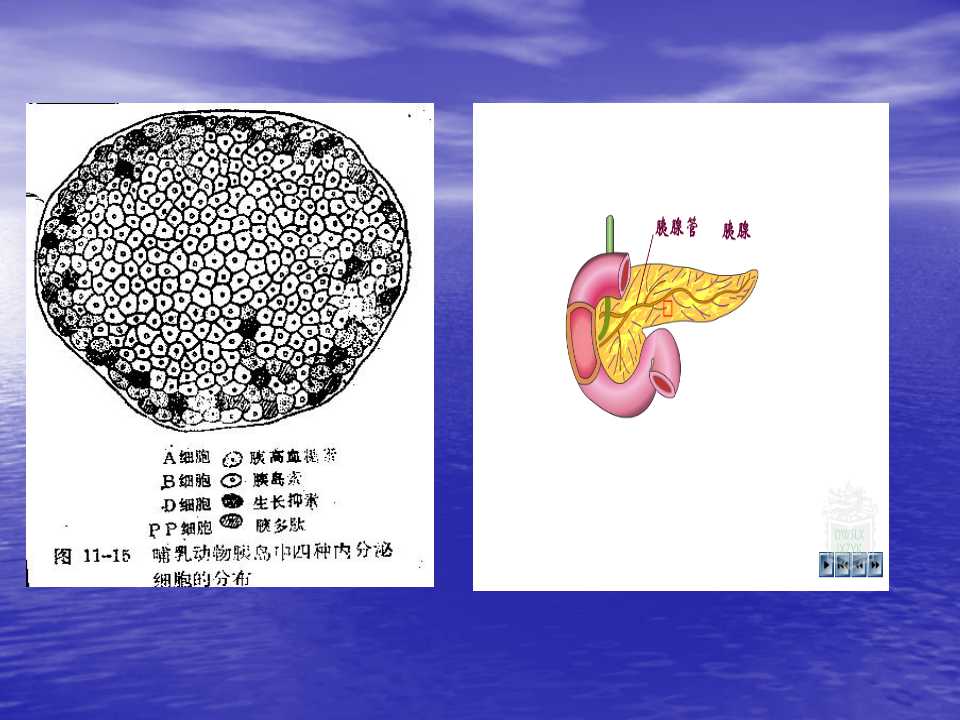 A细胞 胰高血糖素
B细胞 胰岛素
D细胞 生长抑素
PP细胞 胰多肽
图 11-15 哺乳动物胰岛中四种内分泌
细胞的分布
胰腺管 胰腺